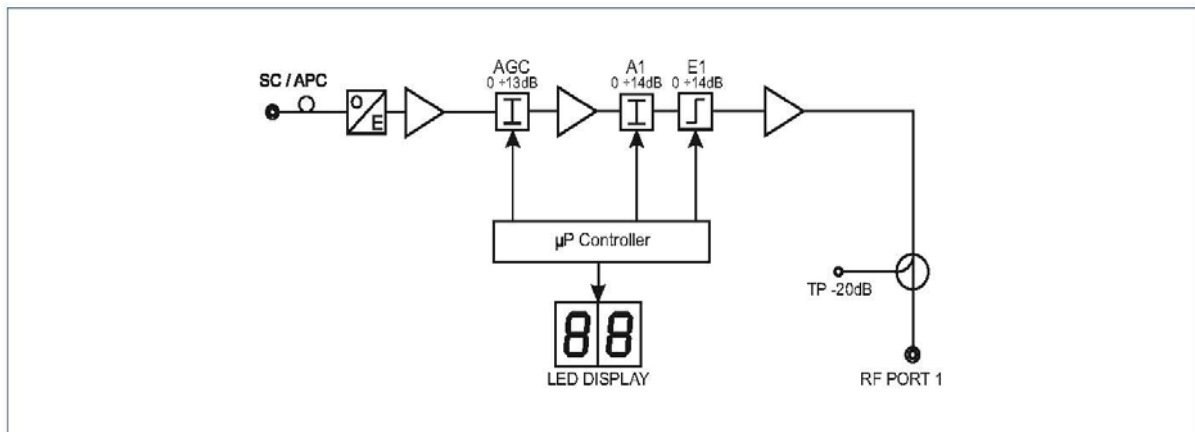 SC / APC
O
E
AGC
0 ÷13dB
A1
0 ÷14dB
E1
0 ÷14dB
µP Controller
TP -20dB
88
LED DISPLAY
RF PORT 1